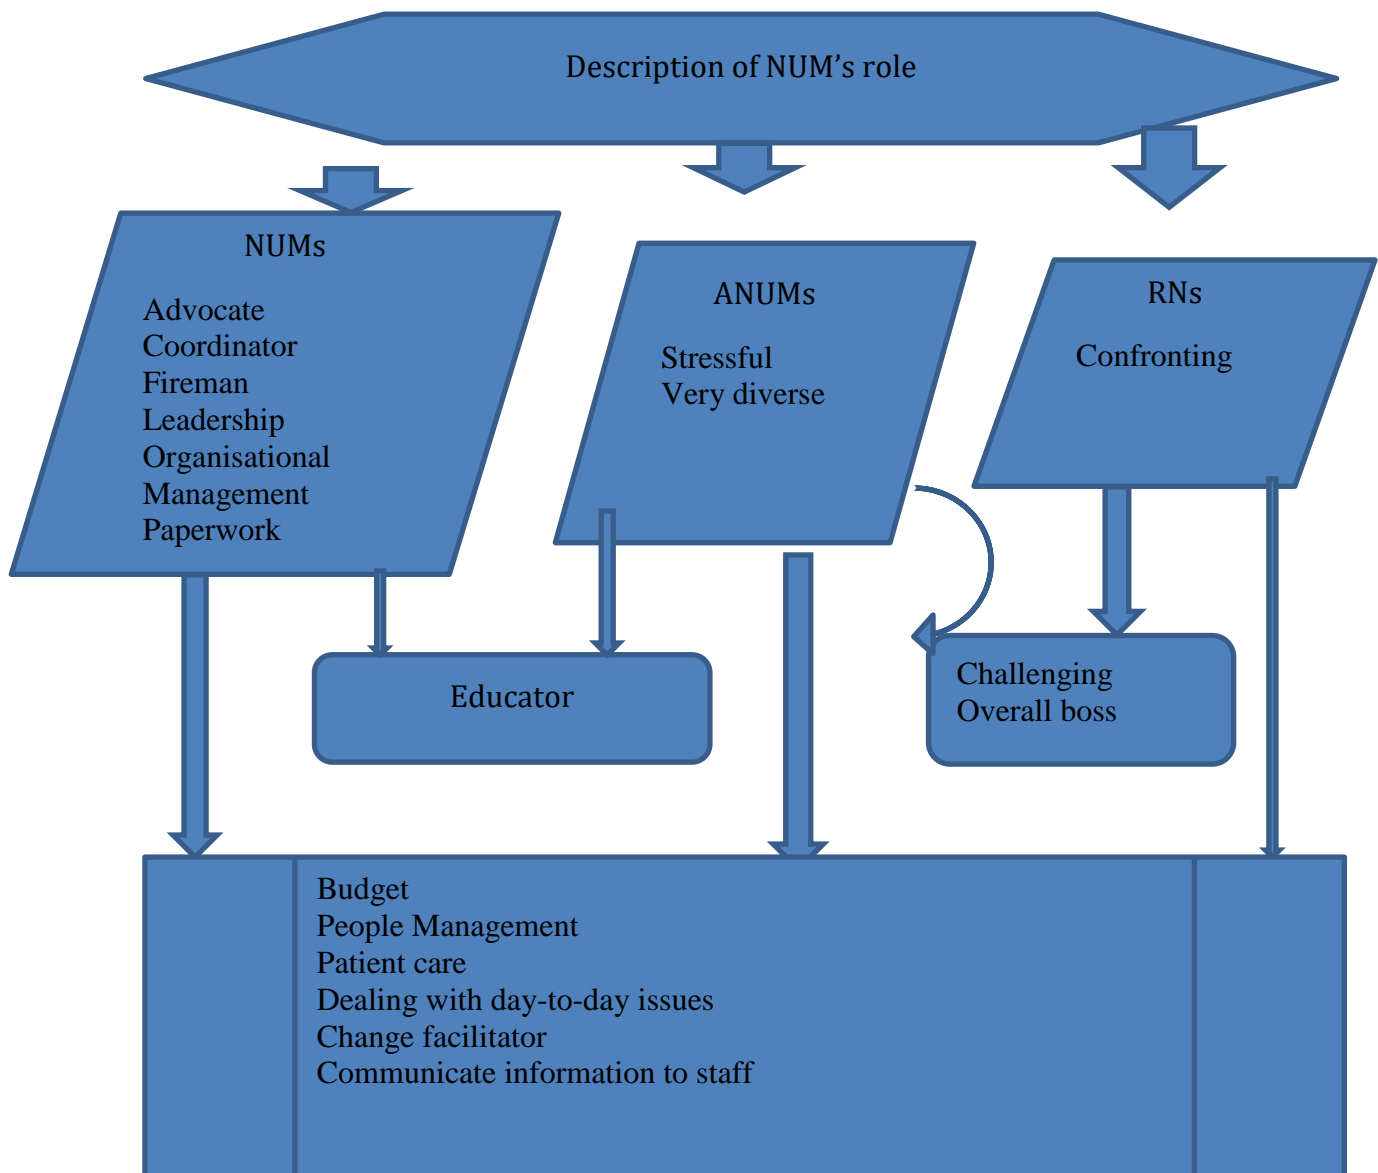 Description of NUM’s role
NUMs
Advocate
Coordinator
Fireman
Leadership
Organisational
Management
Paperwork
ANUMs
Stressful
Very diverse
RNs
Confronting
Educator
Challenging
Overall boss
Budget
People Management
Patient care
Dealing with day-to-day issues
Change facilitator
Communicate information to staff